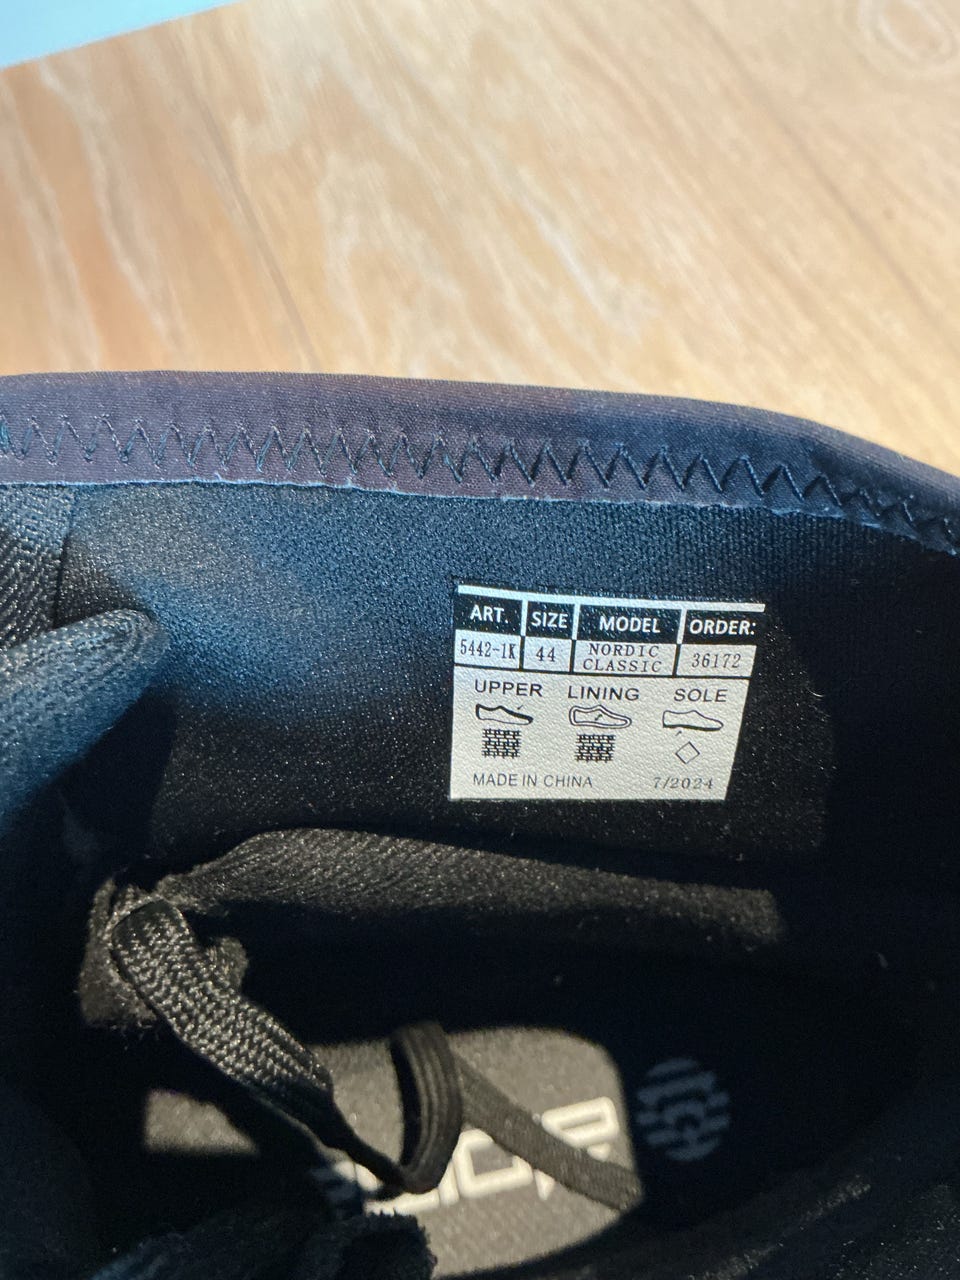 ART. SIZE MODEL ORDER:
5442-1K 44 NORDIC CLASSIC 36172
UPPER LINING SOLE
MADE IN CHINA 7/2024